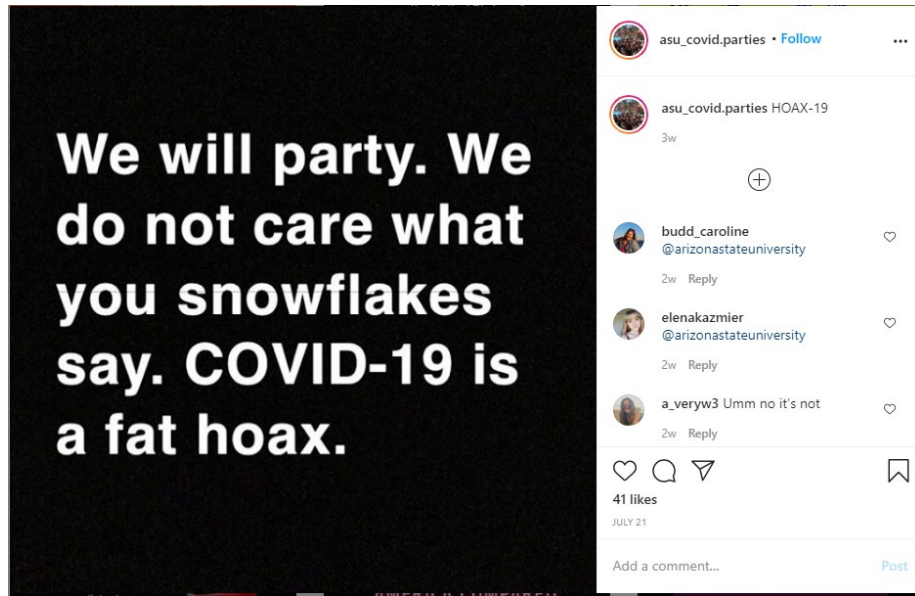 We will party. We
do not care what
you snowflakes
say. COVID-19 is
a fat hoax.
asu_covid.parties • Follow
asu_covid.parties HOAX-19
3w
budd_caroline
@arizonastateuniversity
2w Reply
elenakazmier
@arizonastateuniversity
2w Reply
a_veryw3 Umm no it's not
2w Reply
41 likes
JULY 21
Add a comment... Post